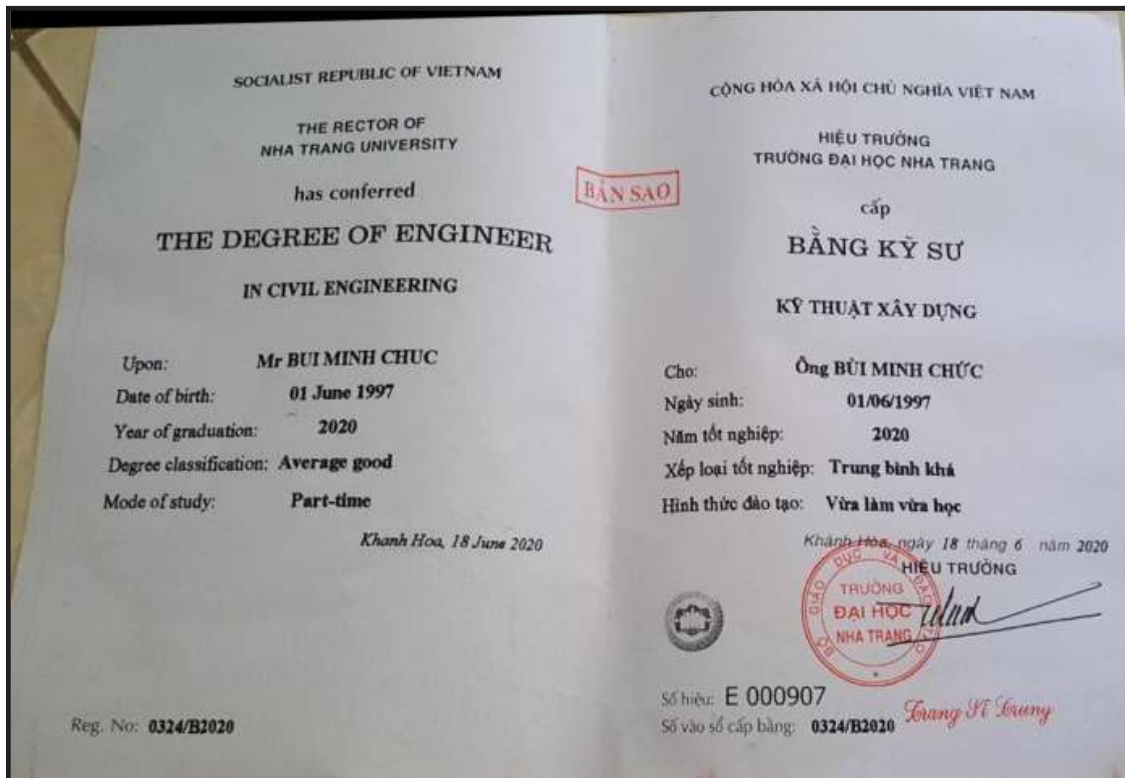 SOCIALIST REPUBLIC OF VIETNAM
THE RECTOR OF
NHA TRANG UNIVERSITY
has conferred
THE DEGREE OF ENGINEER
IN CIVIL ENGINEERING
Upon: Mr BUI MINH CHUC
Date of birth: 01 June 1997
Year of graduation: 2020
Degree classification: Average good
Mode of study: Part-time
Khanh Hoa, 18 June 2020
Reg. No: 0324/B2020
BẢN SAO
CỘNG HÒA XÃ HỘI CHỦ NGHĨA VIỆT NAM
HIỆU TRƯỞNG
TRƯỜNG ĐẠI HỌC NHA TRANG
cấp
BẰNG KỸ SƯ
KỸ THUẬT XÂY DỰNG
Cho: Ông BÙI MINH CHỨC
Ngày sinh: 01/06/1997
Năm tốt nghiệp: 2020
Xếp loại tốt nghiệp: Trung bình khá
Hình thức đào tạo: Vừa làm vừa học
Khánh Hòa, ngày 18 tháng 6 năm 2020
HIỆU TRƯỞNG
BỘ GIÁO DỤC VÀ ĐÀO TẠO
TRƯỜNG
ĐẠI HỌC
NHA TRANG
Số hiệu: E 000907
Trang Sĩ Trung
Số vào sổ cấp bằng: 0324/B2020